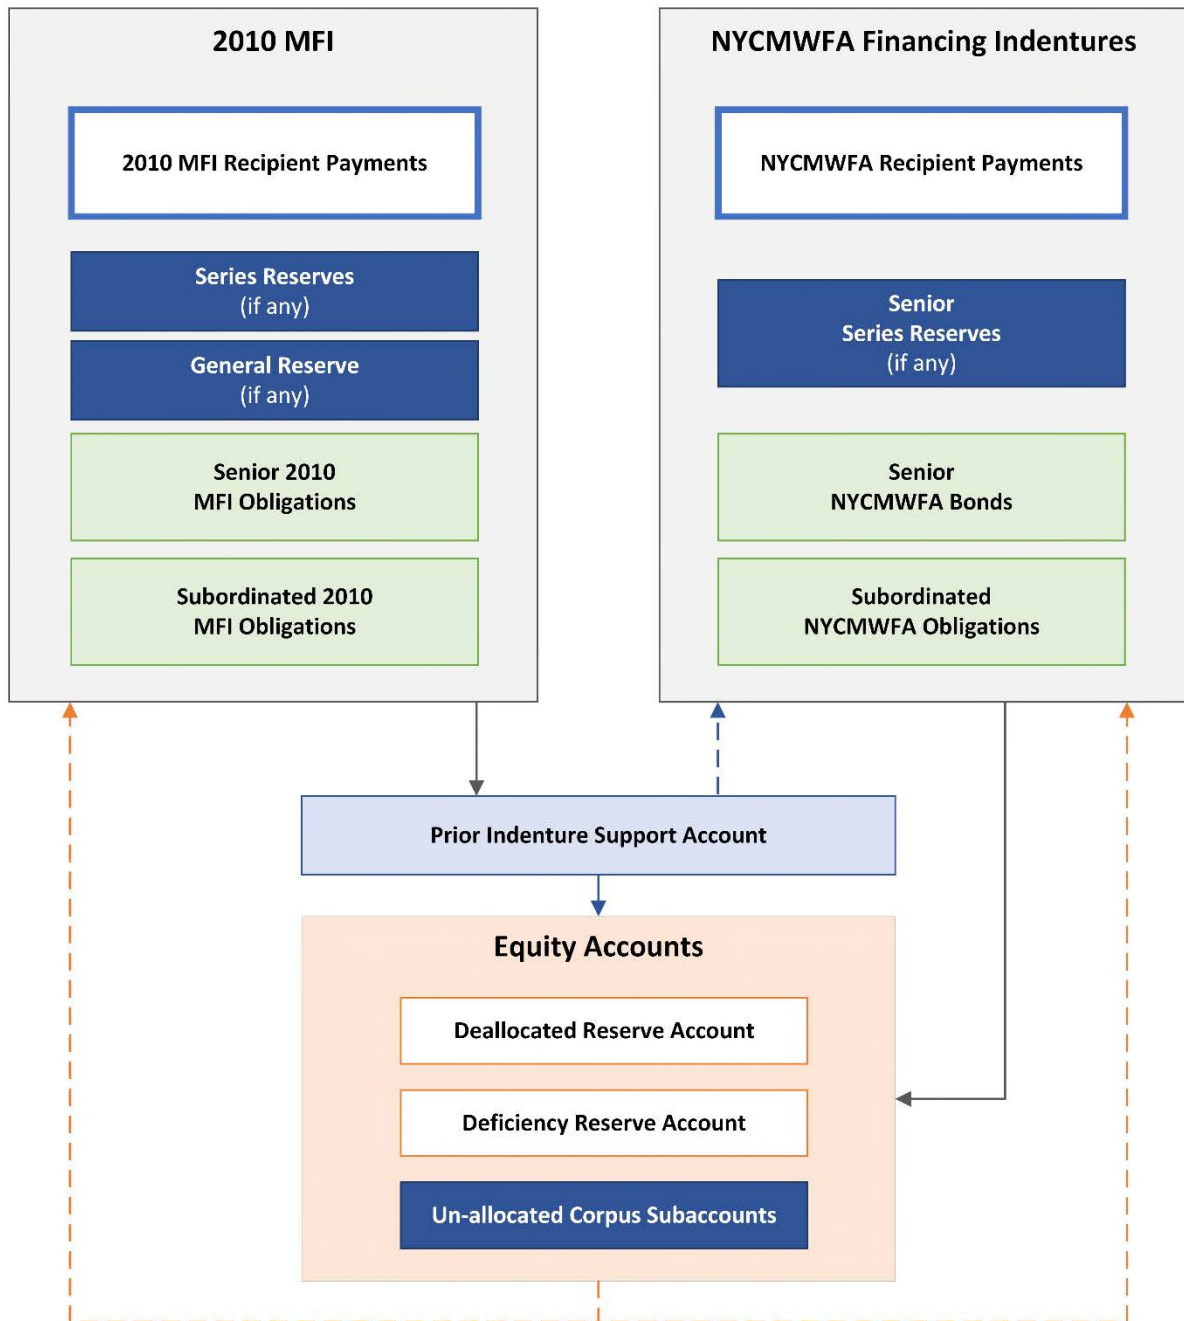 2010 MFI
2010 MFI Recipient Payments
Series Reserves
(if any)
General Reserve
(if any)
Senior 2010
MFI Obligations
Subordinated 2010
MFI Obligations
NYCMWFA Financing Indentures
NYCMWFA Recipient Payments
Senior
Series Reserves
(if any)
Senior
NYCMWFA Bonds
Subordinated
NYCMWFA Obligations
Prior Indenture Support Account
Equity Accounts
Deallocated Reserve Account
Deficiency Reserve Account
Un-allocated Corpus Subaccounts